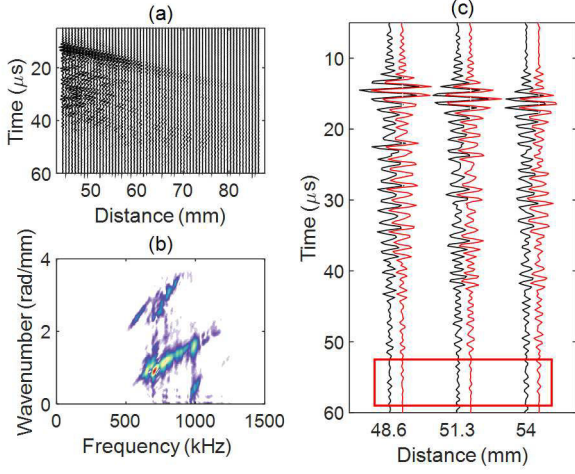 (a)
Time (μs)
20
40
60
50
60
70
80
Distance (mm)
(b)
Wavenumber (rad/mm)
4
2
0
0
500
1000
1500
Frequency (kHz)
(c)
Time (μs)
10
20
30
40
50
60
48.6
51.3
54
Distance (mm)